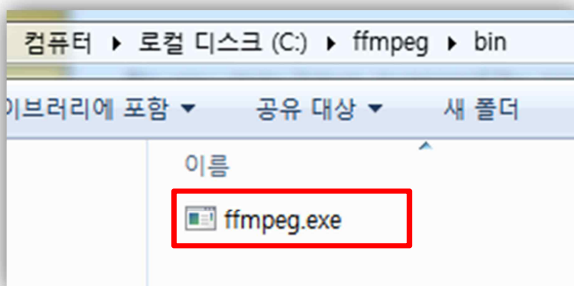 컴퓨터 ▸ 로컬 디스크 (C:) ▸ ffmpeg ▸ bin
이브러리에 포함 ▼ 공유 대상 ▼ 새 폴더
이름
ffmpeg.exe